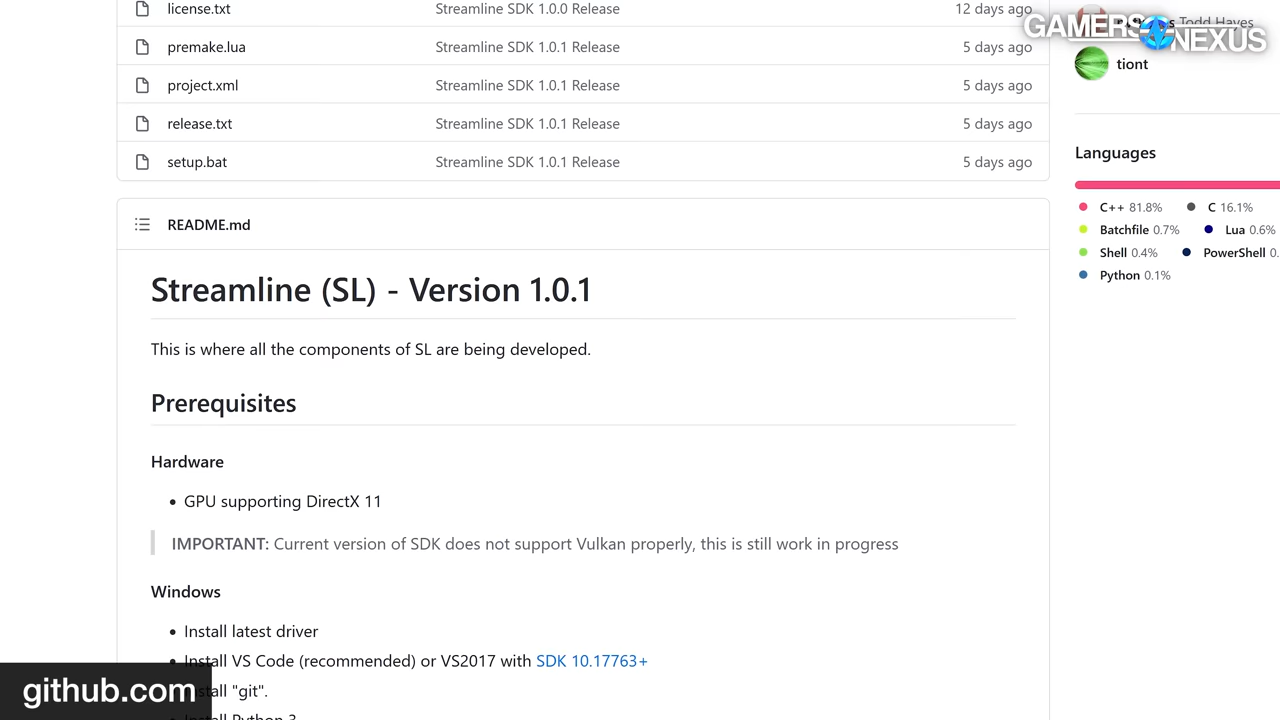 license.txt Streamline SDK 1.0.0 Release 12 days ago
premake.lua Streamline SDK 1.0.1 Release 5 days ago
project.xml Streamline SDK 1.0.1 Release 5 days ago
release.txt Streamline SDK 1.0.1 Release 5 days ago
setup.bat Streamline SDK 1.0.1 Release 5 days ago
README.md
Streamline (SL) - Version 1.0.1
This is where all the components of SL are being developed.
Prerequisites
Hardware
• GPU supporting DirectX 11
IMPORTANT: Current version of SDK does not support Vulkan properly, this is still work in progress
Windows
• Install latest driver
• Install VS Code (recommended) or VS2017 with SDK 10.17763+
Install "git".
Install Python 3
github.com
GAMERS NEXUS
Todd Hayes
tiont
Languages
C++ 81.8% C 16.1%
Batchfile 0.7% Lua 0.6%
Shell 0.4% PowerShell 0.
Python 0.1%